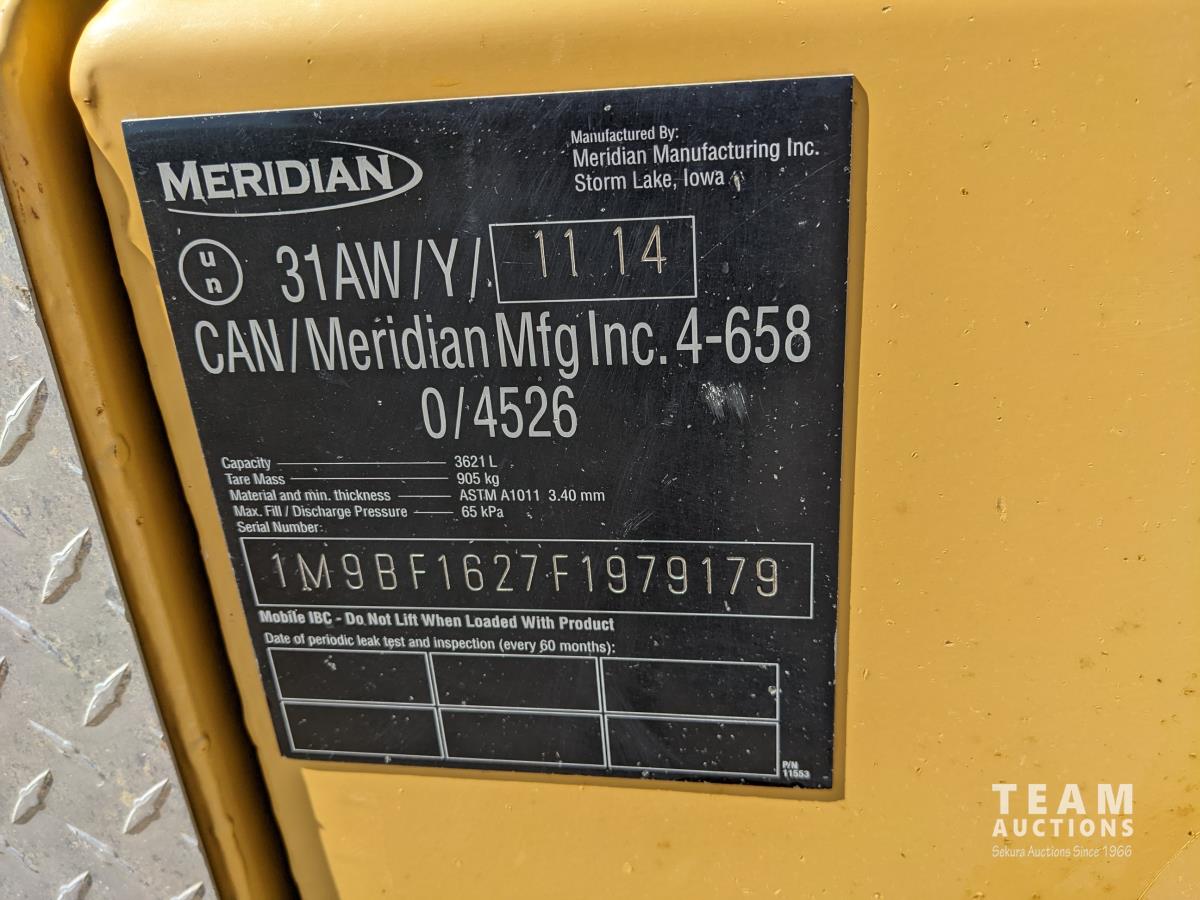 MERIDIAN
Manufactured By:
Meridian Manufacturing Inc.
Storm Lake, Iowa
un 31AW/Y/ 11 14
CAN/Meridian Mfg Inc. 4-658
0/4526
Capacity 3621 L
Tare Mass 905 kg
Material and min. thickness ASTM A1011 3.40 mm
Max. Fill / Discharge Pressure 65 kPa
Serial Number:
1M9BF1627F1979179
Mobile IBC - Do Not Lift When Loaded With Product
Date of periodic leak test and inspection (every 60 months):
P/N
11553
TEAM
AUCTIONS
Sekura Auctions Since 1966